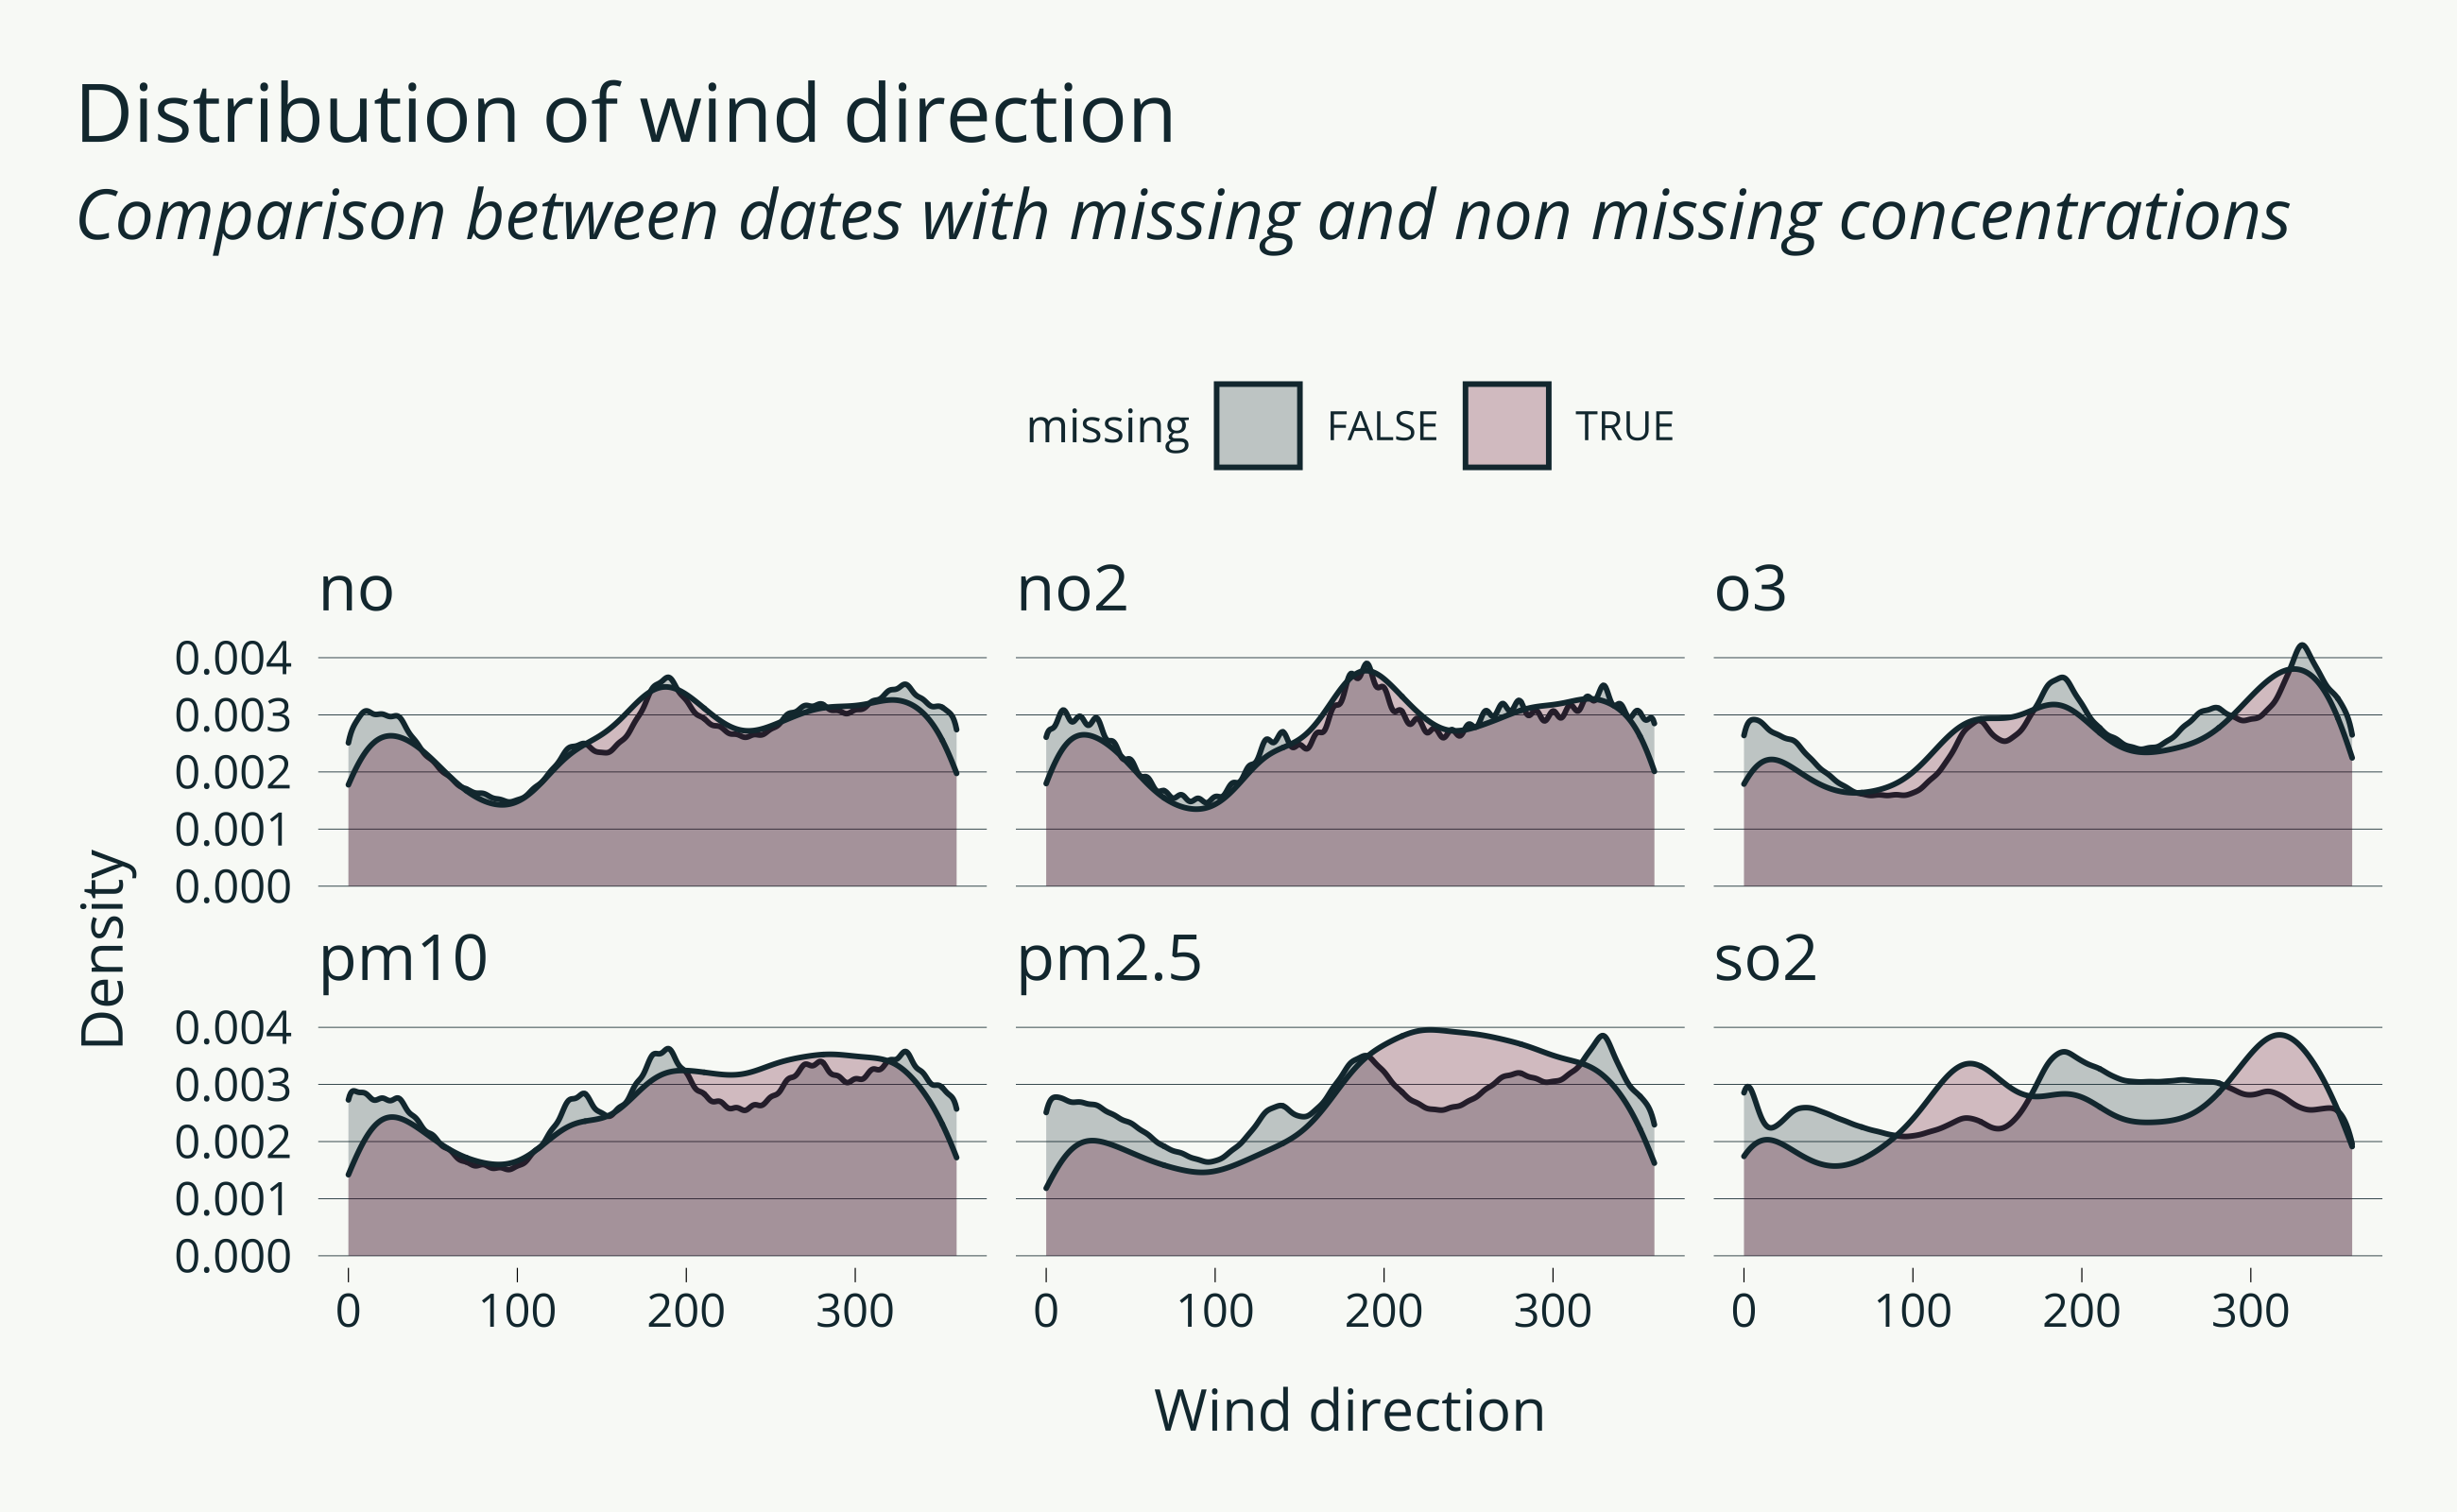 Distribution of wind direction
Comparison between dates with missing and non missing concentrations
missing FALSE TRUE
no no2 o3
0.004
0.003
0.002
0.001
0.000
Density
pm10 pm2.5 so2
0.004
0.003
0.002
0.001
0.000
0 100 200 300 0 100 200 300 0 100 200 300
Wind direction